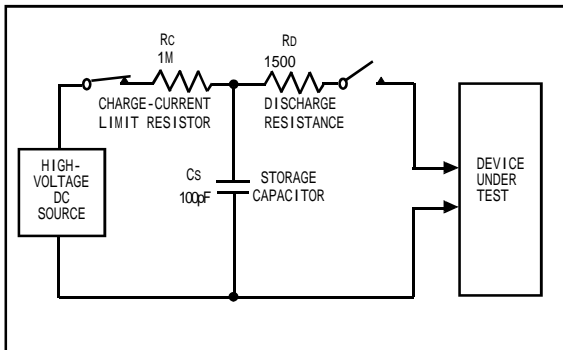 RC
1M
CHARGE-CURRENT
LIMIT RESISTOR
RD
1500
DISCHARGE
RESISTANCE
HIGH-
VOLTAGE
DC
SOURCE
CS
100pF
STORAGE
CAPACITOR
DEVICE
UNDER
TEST